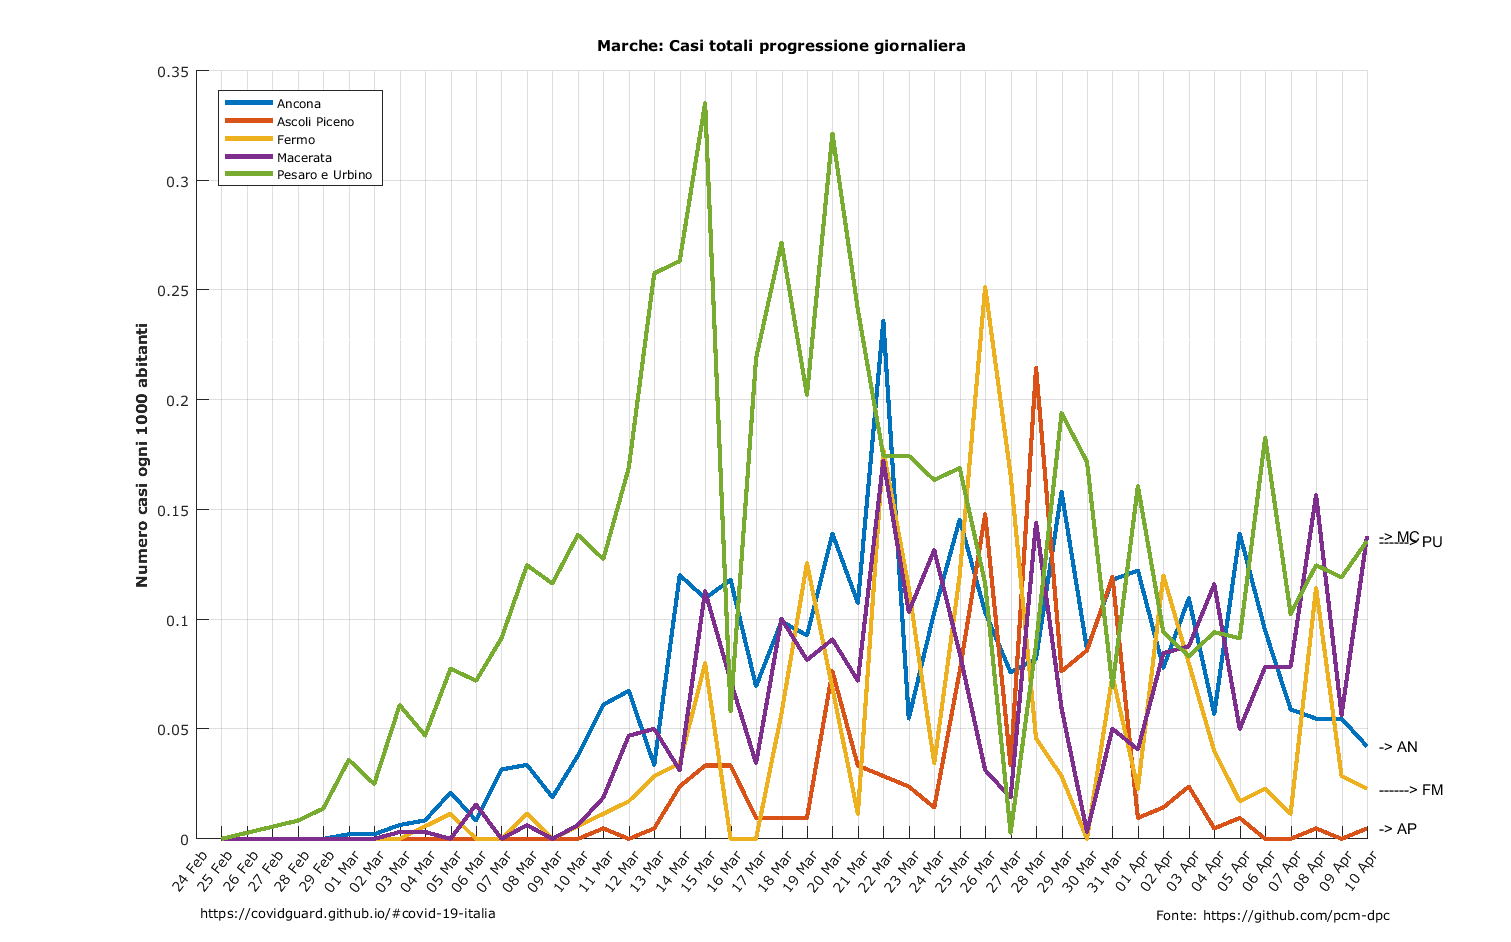 Marche: Casi totali progressione giornaliera
Numero casi ogni 1000 abitanti
0.35
0.3
0.25
0.2
0.15
0.1
0.05
0
Ancona
Ascoli Piceno
Fermo
Macerata
Pesaro e Urbino
-> MC
------> PU
-> AN
------> FM
-> AP
24 Feb
25 Feb
26 Feb
27 Feb
28 Feb
29 Feb
01 Mar
02 Mar
03 Mar
04 Mar
05 Mar
06 Mar
07 Mar
08 Mar
09 Mar
10 Mar
11 Mar
12 Mar
13 Mar
14 Mar
15 Mar
16 Mar
17 Mar
18 Mar
19 Mar
20 Mar
21 Mar
22 Mar
23 Mar
24 Mar
25 Mar
26 Mar
27 Mar
28 Mar
29 Mar
30 Mar
31 Mar
01 Apr
02 Apr
03 Apr
04 Apr
05 Apr
06 Apr
07 Apr
08 Apr
09 Apr
10 Apr
https://covidguard.github.io/#covid-19-italia
Fonte: https://github.com/pcm-dpc